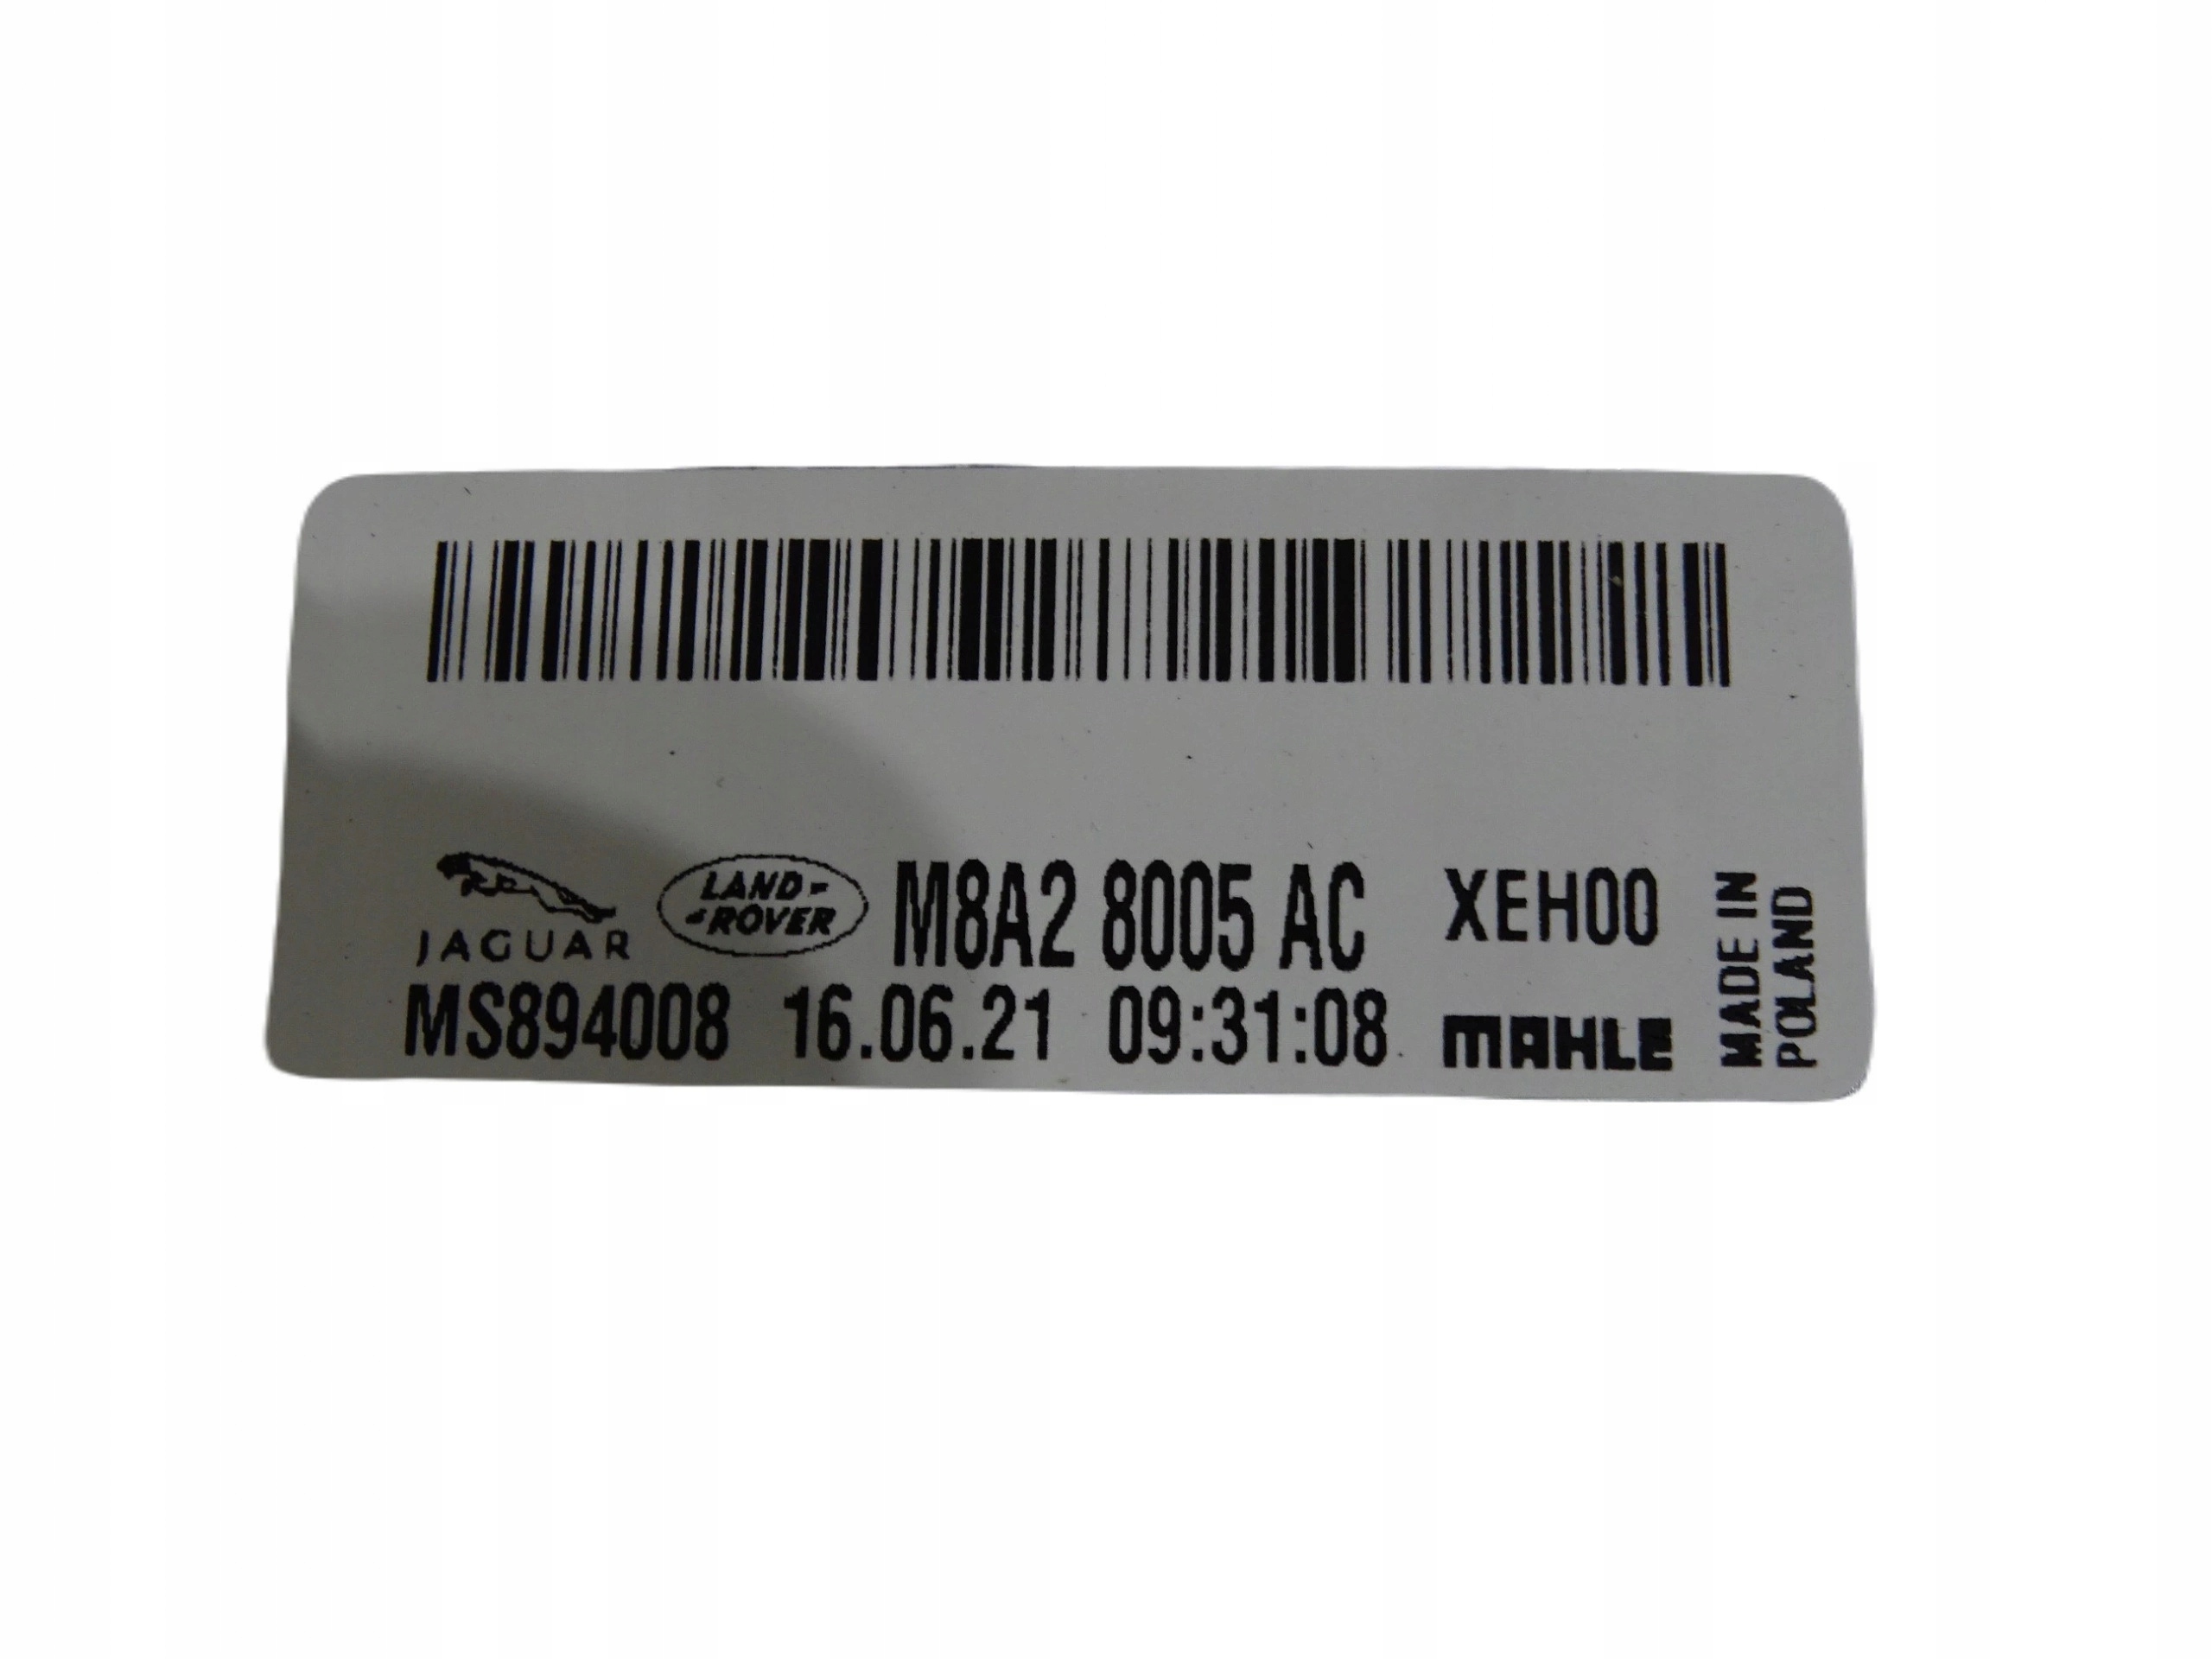 JAGUAR LAND-ROVER M8A2 8005 AC XEH00
MS894008 16.06.21 09:31:08 MAHLE
MADE IN
POLAND